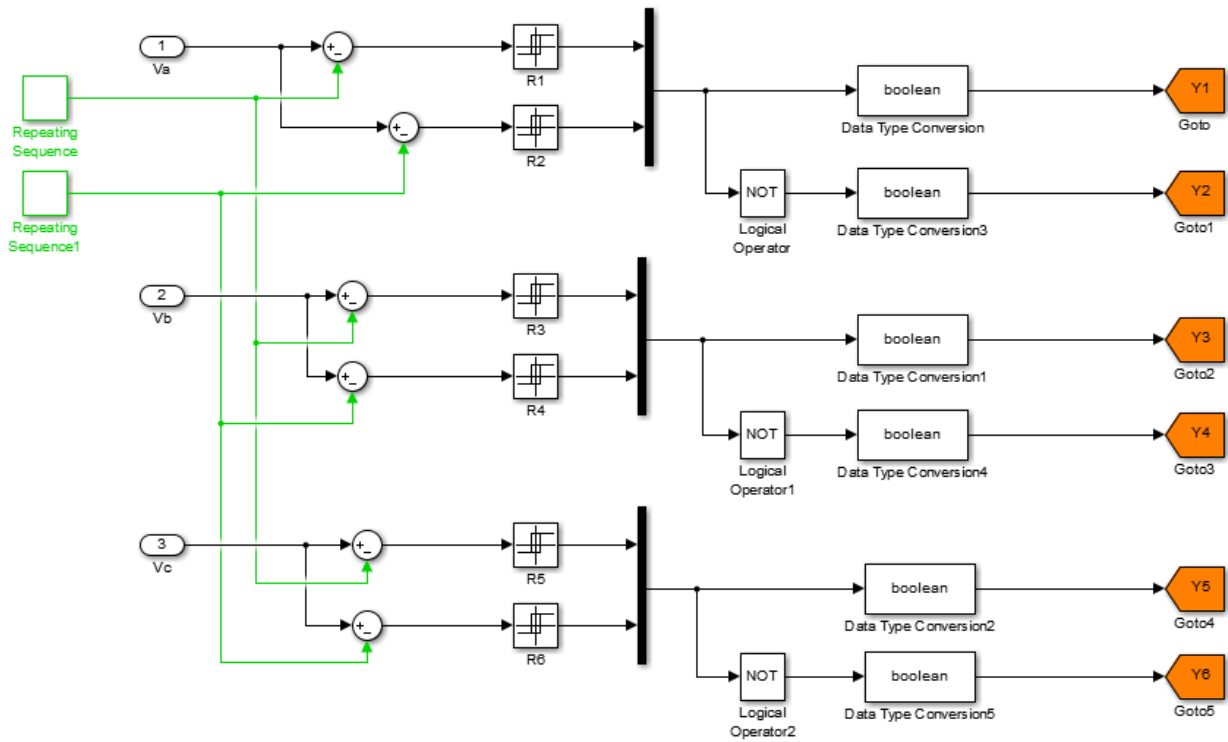 1
Va
+
-
R1
Repeating
Sequence
+
-
R2
boolean
Data Type Conversion
Y1
Goto
Repeating
Sequence1
NOT
Logical
Operator
boolean
Data Type Conversion3
Y2
Goto1
2
Vb
+
-
R3
+
-
R4
boolean
Data Type Conversion1
Y3
Goto2
NOT
Logical
Operator1
boolean
Data Type Conversion4
Y4
Goto3
3
Vc
+
-
R5
+
-
R6
boolean
Data Type Conversion2
Y5
Goto4
NOT
Logical
Operator2
boolean
Data Type Conversion5
Y6
Goto5